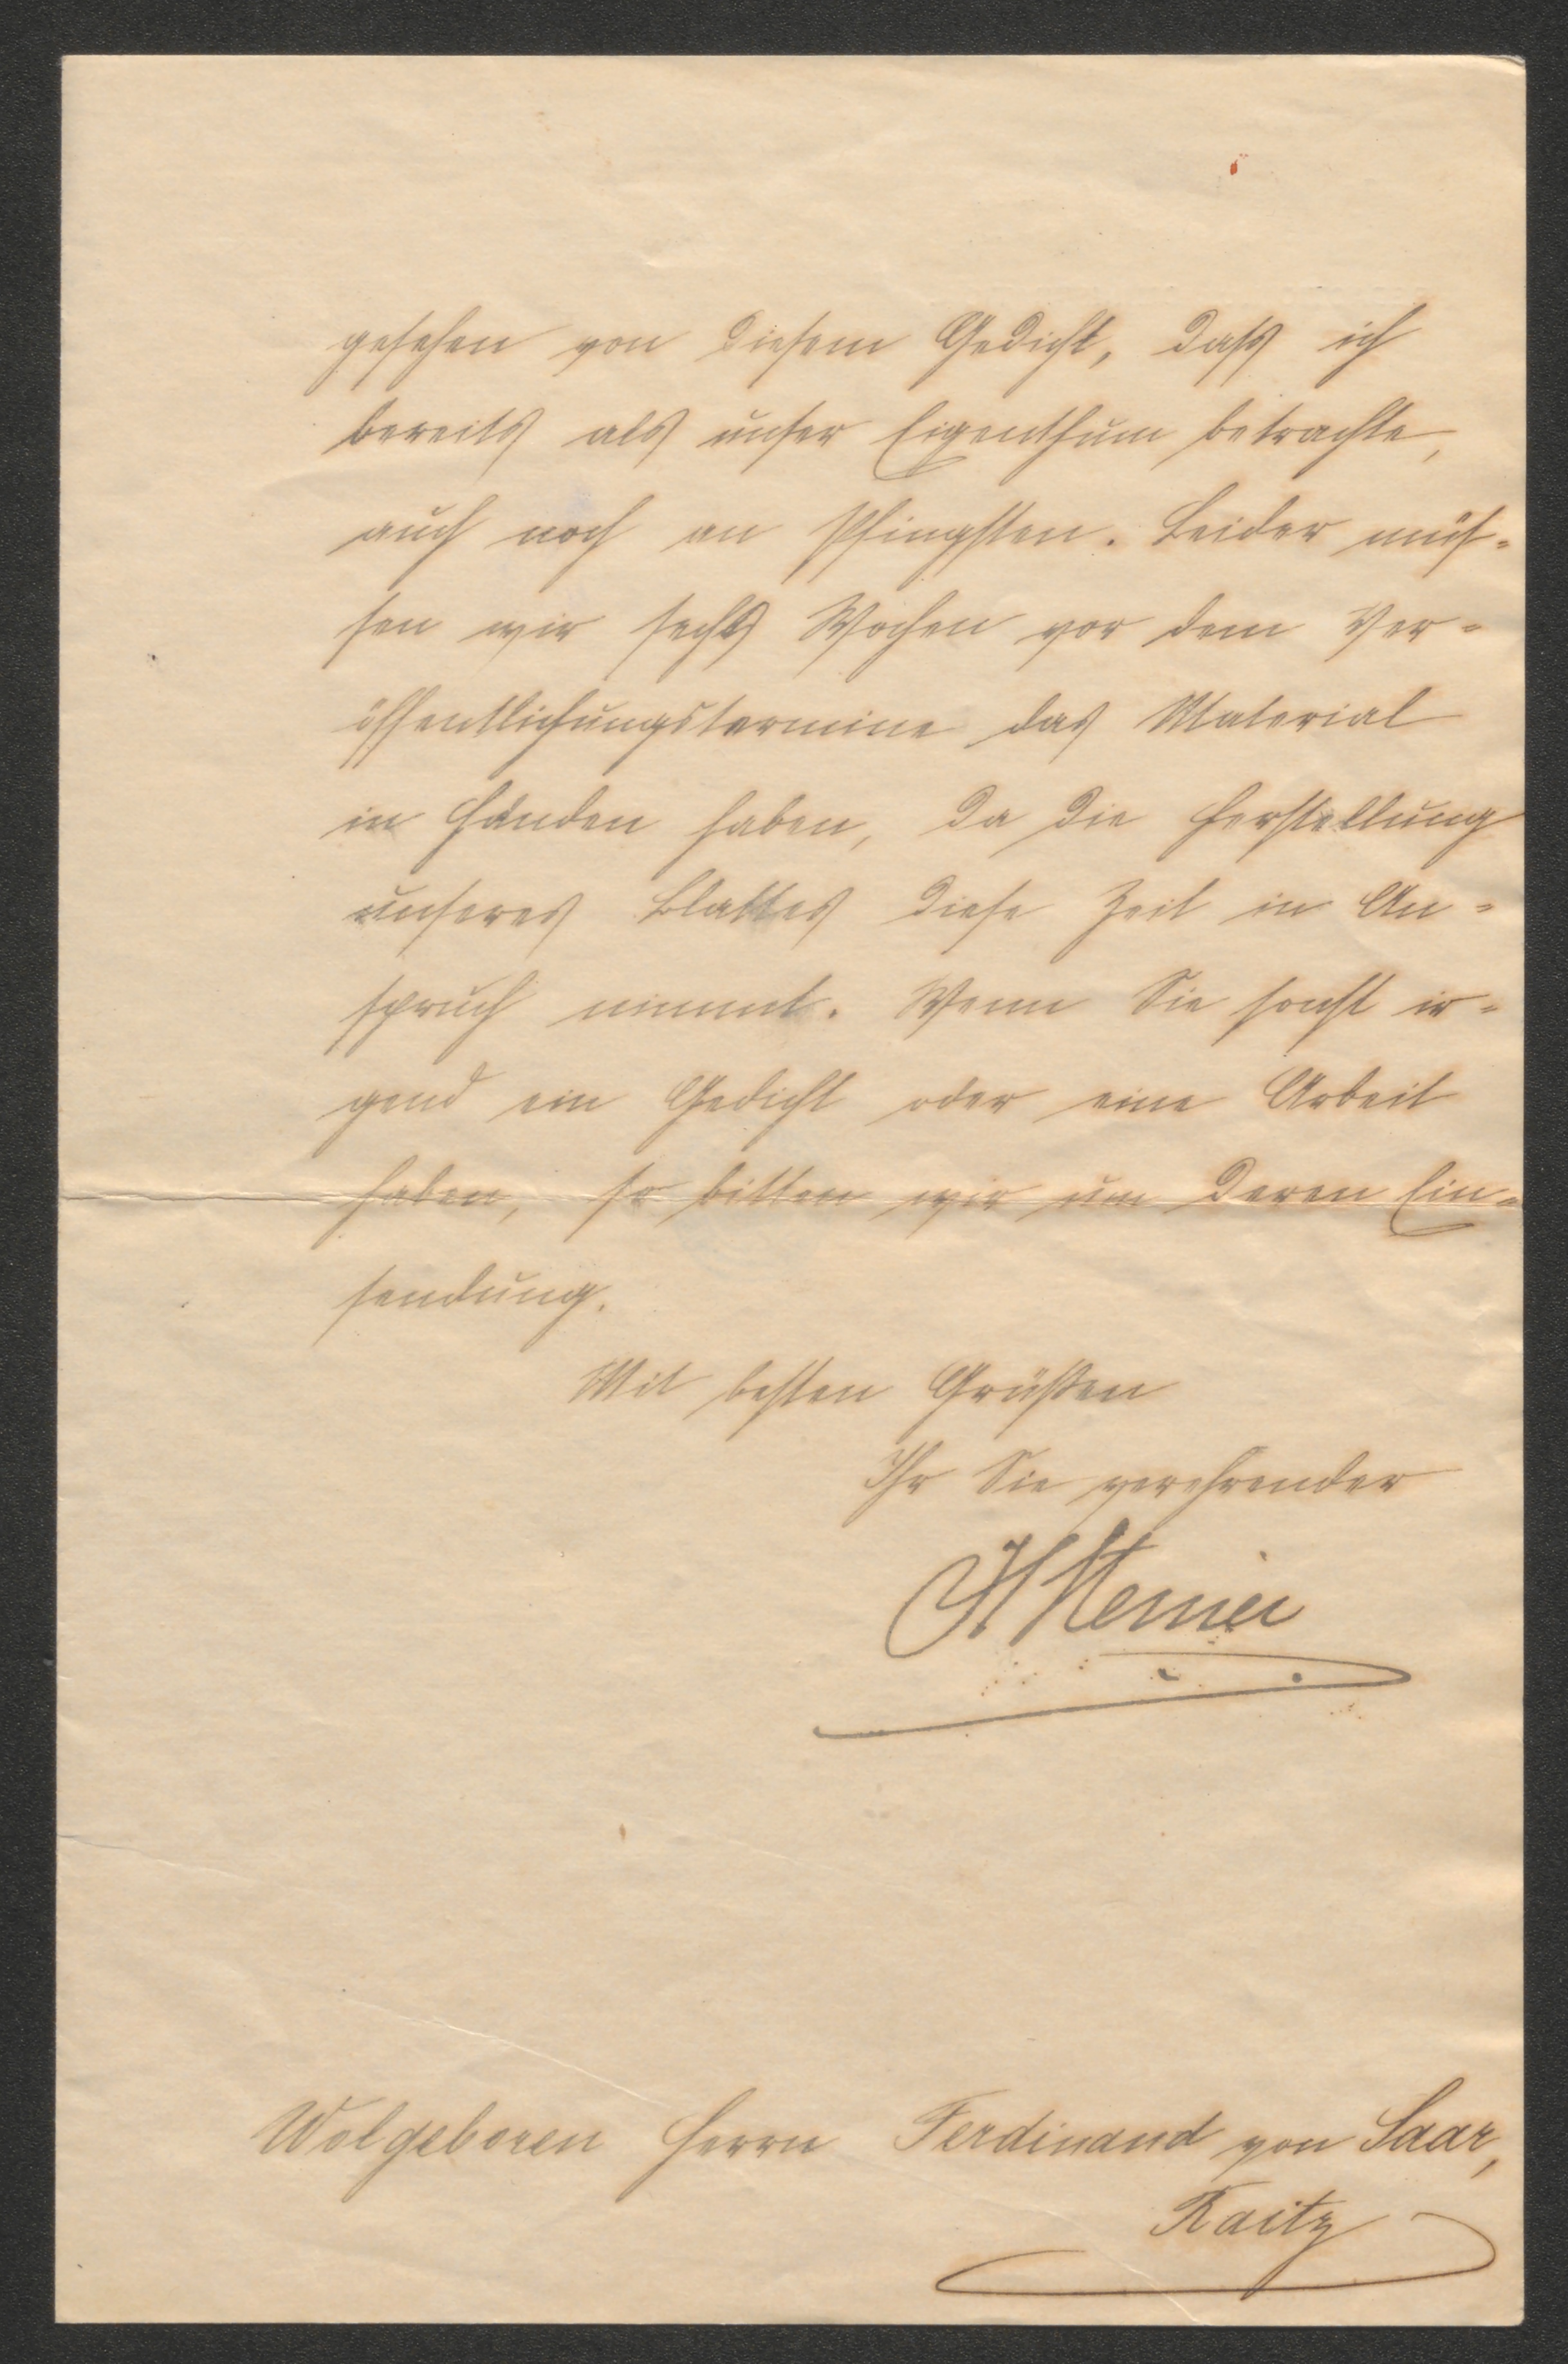 gesehen von diesem Gedicht, dass ich
bereits als unser Eigenthum betrachte,
auch noch an Pfingsten. Leider müs-
sen wir sechs Wochen vor dem Ver-
öffentlichungstermine das Material
in Händen haben, da die Herstellung
unseres Blattes diese Zeit in An-
spruch nimmt. Wenn Sie sonst ir-
gend ein Gedicht oder eine Arbeit
haben, so bitten wir um deren Ein-
sendung.
Mit besten Grüßen
Ihr Sie verehrender
Wolgeboren Herrn Ferdinand von Saar,
Raitz